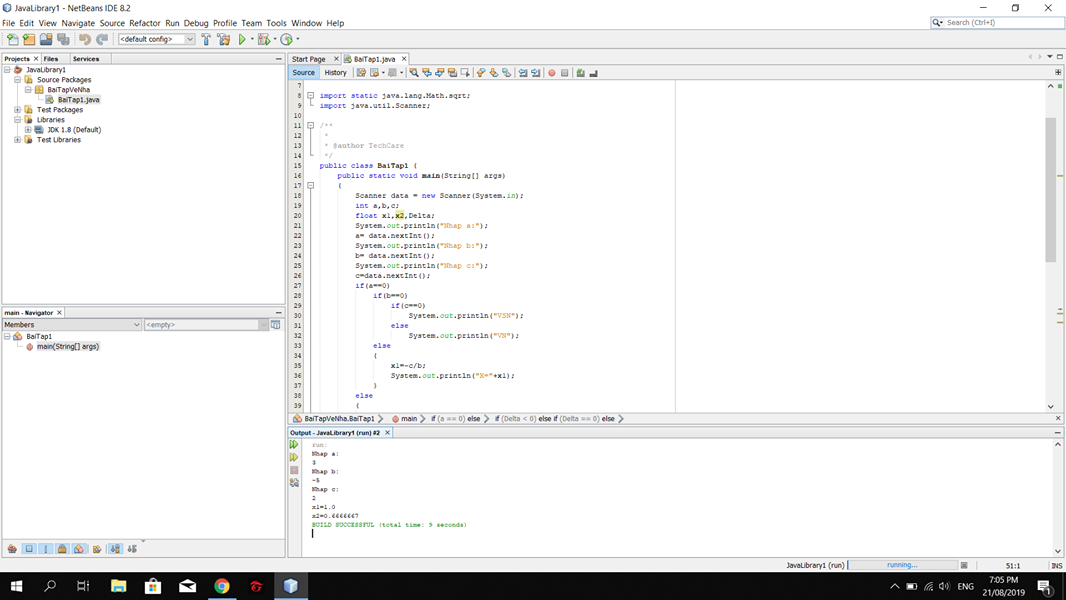 JavaLibrary1 - NetBeans IDE 8.2
File Edit View Navigate Source Refactor Run Debug Profile Team Tools Window Help
Search (Ctrl+I)
<default config>
Projects Files Services
JavaLibrary1
Source Packages
BaiTapVeNha
BaiTap1.java
Test Packages
Libraries
JDK 1.8 (Default)
Test Libraries
main - Navigator
Members <empty>
BaiTap1
main(String[] args)
Start Page BaiTap1.java
Source History
7
8 import static java.lang.Math.sqrt;
9 import java.util.Scanner;
10
11 /**
12 *
13 * @author TechCare
14 */
15 public class BaiTap1 {
16 public static void main(String[] args)
17 {
18 Scanner data = new Scanner(System.in);
19 int a,b,c;
20 float x1,x2,Delta;
21 System.out.println("Nhap a:");
22 a= data.nextInt();
23 System.out.println("Nhap b:");
24 b= data.nextInt();
25 System.out.println("Nhap c:");
26 c=data.nextInt();
27 if(a==0)
28 if(b==0)
29 if(c==0)
30 System.out.println("VSN");
31 else
32 System.out.println("VN");
33 else
34 {
35 x1=-c/b;
36 System.out.println("X="+x1);
37 }
38 else
39 {
BaiTapVeNha.BaiTap1 main if (a == 0) else if (Delta < 0) else if (Delta == 0) else
Output - JavaLibrary1 (run) #2
run:
Nhap a:
3
Nhap b:
-5
Nhap c:
2
x1=1.0
x2=0.6666667
BUILD SUCCESSFUL (total time: 9 seconds)
JavaLibrary1 (run) running... 51:1 INS
ENG
7:05 PM
21/08/2019
1